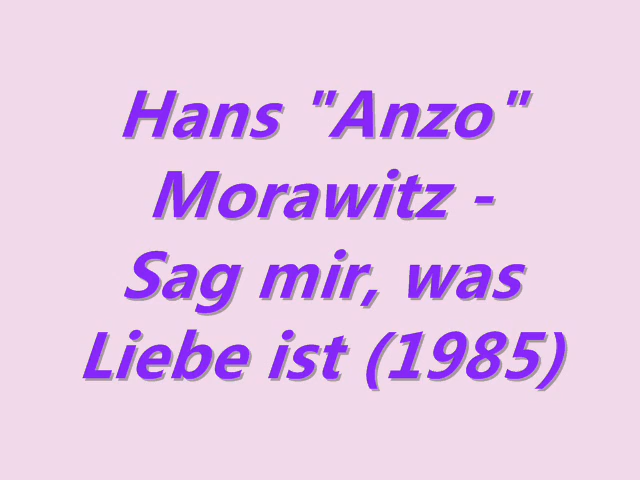 Hans "Anzo"
Morawitz -
Sag mir, was
Liebe ist (1985)